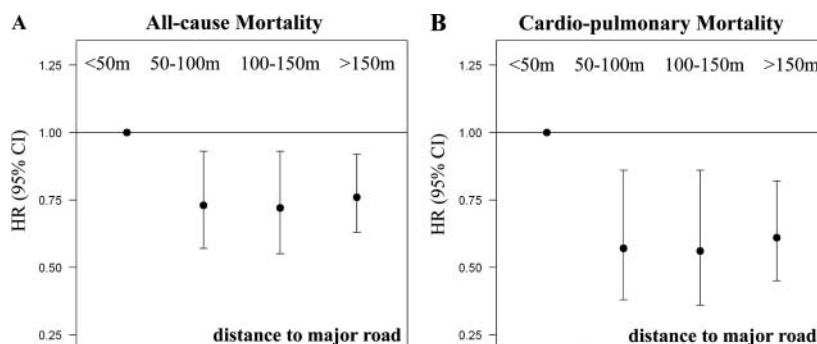 A All-cause Mortality
<50m 50-100m 100-150m >150m
1.25
1.00
0.75
0.50
0.25
HR (95% CI)
distance to major road
B Cardio-pulmonary Mortality
<50m 50-100m 100-150m >150m
1.25
1.00
0.75
0.50
0.25
HR (95% CI)
distance to major road